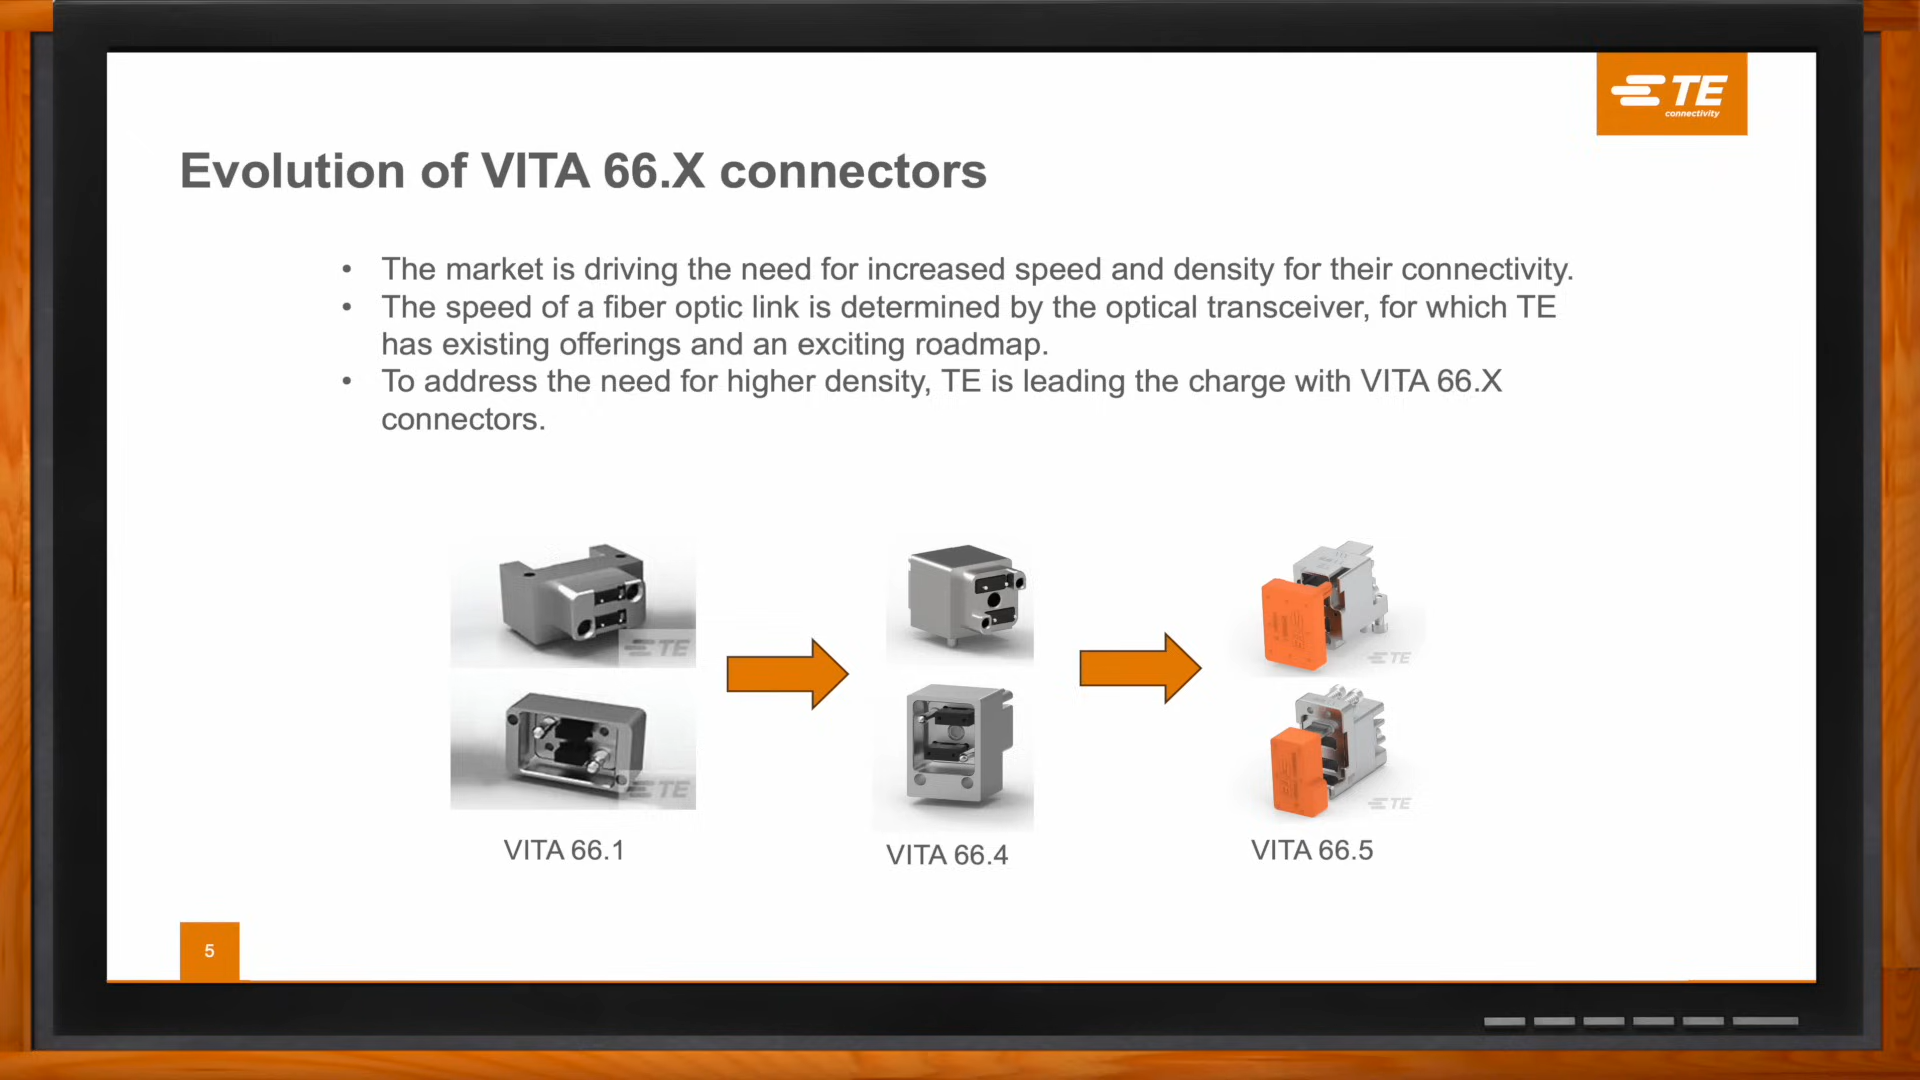 TE
connectivity
Evolution of VITA 66.X connectors
• The market is driving the need for increased speed and density for their connectivity.
• The speed of a fiber optic link is determined by the optical transceiver, for which TE
has existing offerings and an exciting roadmap.
• To address the need for higher density, TE is leading the charge with VITA 66.X
connectors.
TE
TE
TE
TE
VITA 66.1
VITA 66.4
VITA 66.5
5